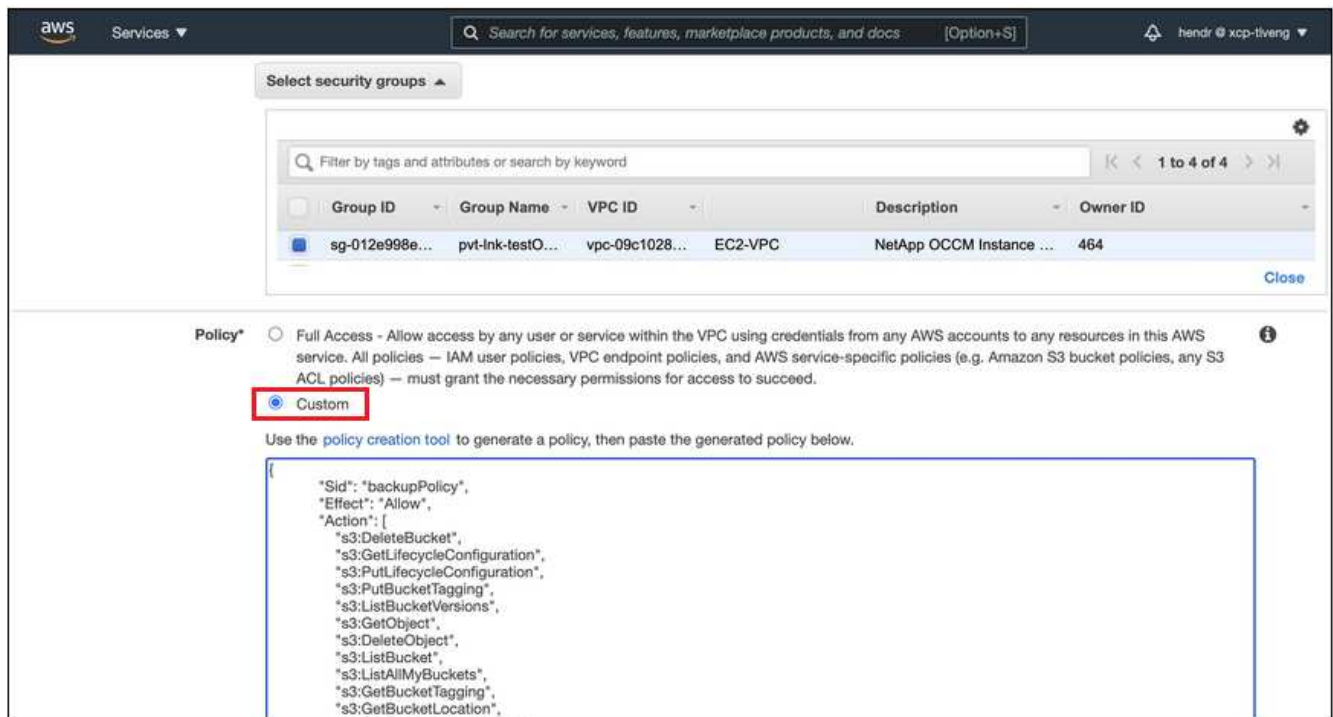 aws Services ▼ Search for services, features, marketplace products, and docs [Option+S] hendr @ xcp-tlveng ▼
Select security groups ▲
Filter by tags and attributes or search by keyword 1 to 4 of 4
Group ID Group Name VPC ID Description Owner ID
sg-012e998e... pvt-lnk-testO... vpc-09c1028... EC2-VPC NetApp OCCM Instance ... 464
Close
Policy* Full Access - Allow access by any user or service within the VPC using credentials from any AWS accounts to any resources in this AWS
service. All policies — IAM user policies, VPC endpoint policies, and AWS service-specific policies (e.g. Amazon S3 bucket policies, any S3
ACL policies) — must grant the necessary permissions for access to succeed.
Custom
Use the policy creation tool to generate a policy, then paste the generated policy below.
{
"Sid": "backupPolicy",
"Effect": "Allow",
"Action": [
"s3:DeleteBucket",
"s3:GetLifecycleConfiguration",
"s3:PutLifecycleConfiguration",
"s3:PutBucketTagging",
"s3:ListBucketVersions",
"s3:GetObject",
"s3:DeleteObject",
"s3:ListBucket",
"s3:ListAllMyBuckets",
"s3:GetBucketTagging",
"s3:GetBucketLocation",